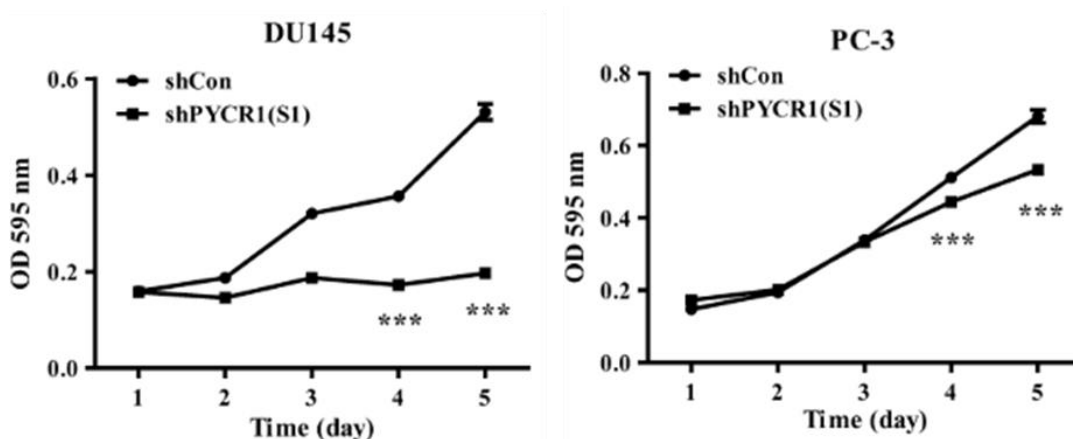 DU145
shCon
shPYCR1(S1)
OD 595 nm
0.6
0.4
0.2
0.0
*** ***
1 2 3 4 5
Time (day)
PC-3
shCon
shPYCR1(S1)
OD 595 nm
0.8
0.6
0.4
0.2
0.0
*** ***
1 2 3 4 5
Time (day)